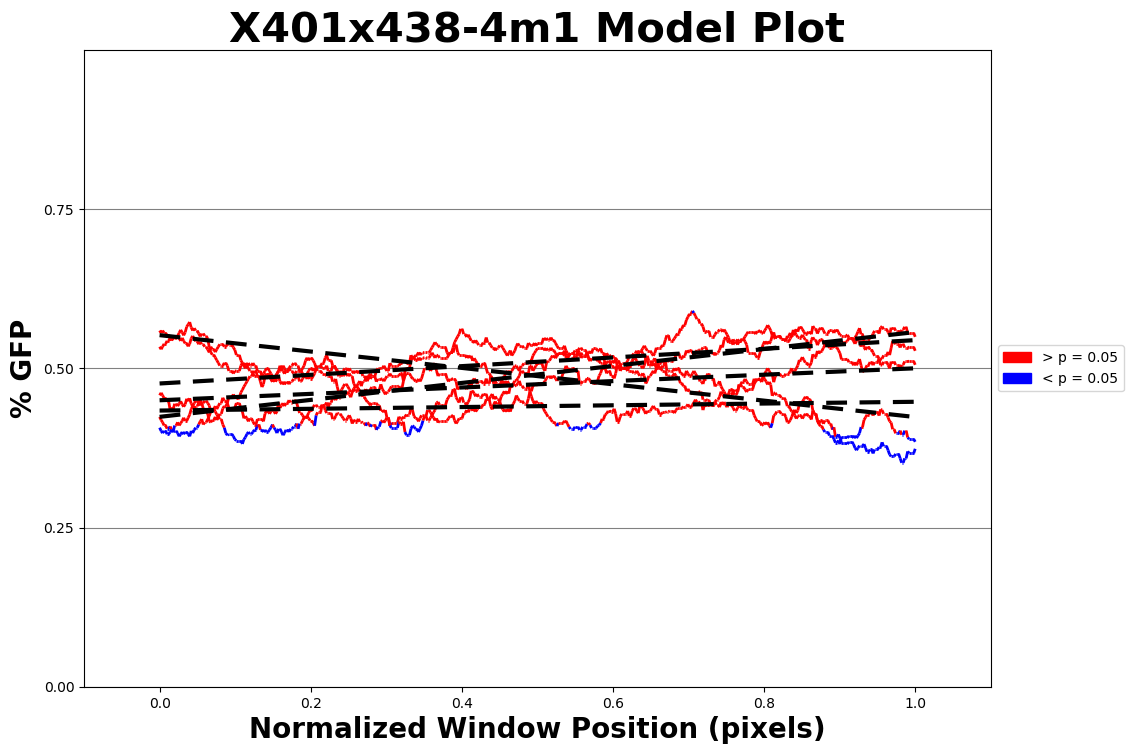 X401x438-4m1 Model Plot
% GFP
0.75
0.50
0.25
0.00
0.0 0.2 0.4 0.6 0.8 1.0
Normalized Window Position (pixels)
> p = 0.05
< p = 0.05